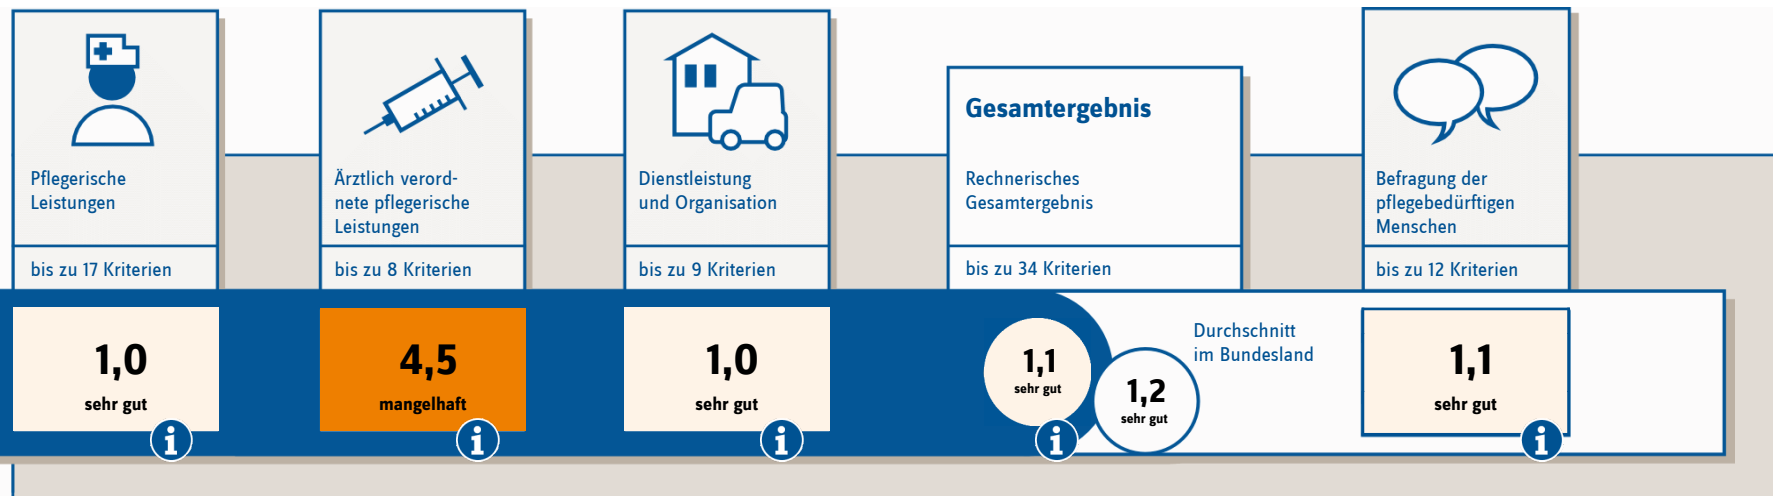 Pflegerische
Leistungen
bis zu 17 Kriterien
1,0
sehr gut
i
Ärztlich verord-
nete pflegerische
Leistungen
bis zu 8 Kriterien
4,5
mangelhaft
i
Dienstleistung
und Organisation
bis zu 9 Kriterien
1,0
sehr gut
i
Gesamtergebnis
Rechnerisches
Gesamtergebnis
bis zu 34 Kriterien
1,1
sehr gut
i
1,2
sehr gut
Durchschnitt
im Bundesland
Befragung der
pflegebedürftigen
Menschen
bis zu 12 Kriterien
1,1
sehr gut
i